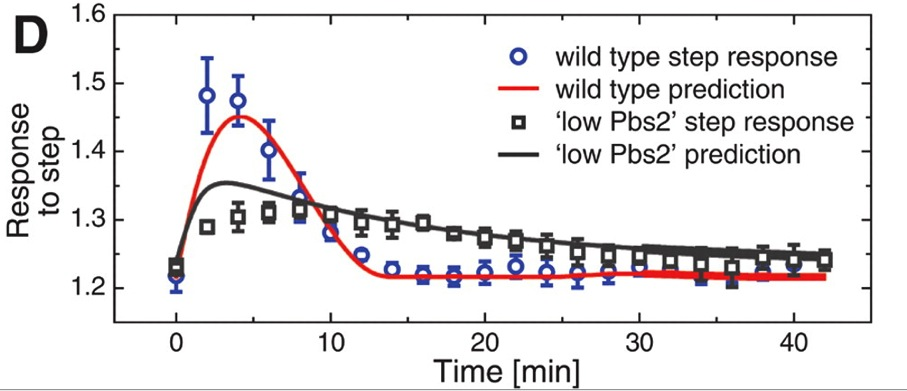 D
1.6
1.5
1.4
1.3
1.2
Response
to step
wild type step response
wild type prediction
‘low Pbs2’ step response
‘low Pbs2’ prediction
0 10 20 30 40
Time [min]